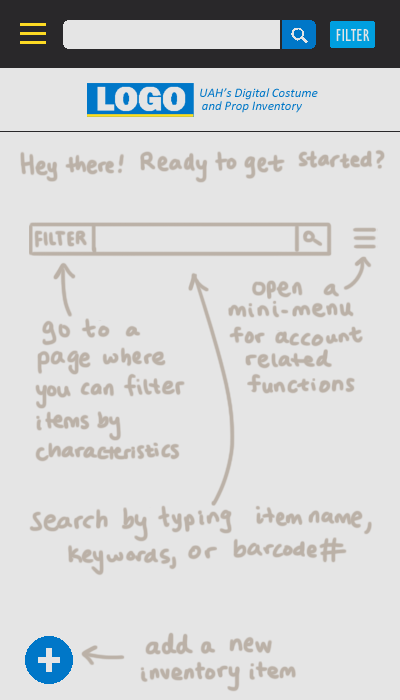 FILTER
LOGO
UAH's Digital Costume
and Prop Inventory
Hey there! Ready to get started?
FILTER
go to a
page where
you can filter
items by
characteristics
open a
mini-menu
for account
related
functions
Search by typing item name,
keywords, or barcode#
add a new
inventory item